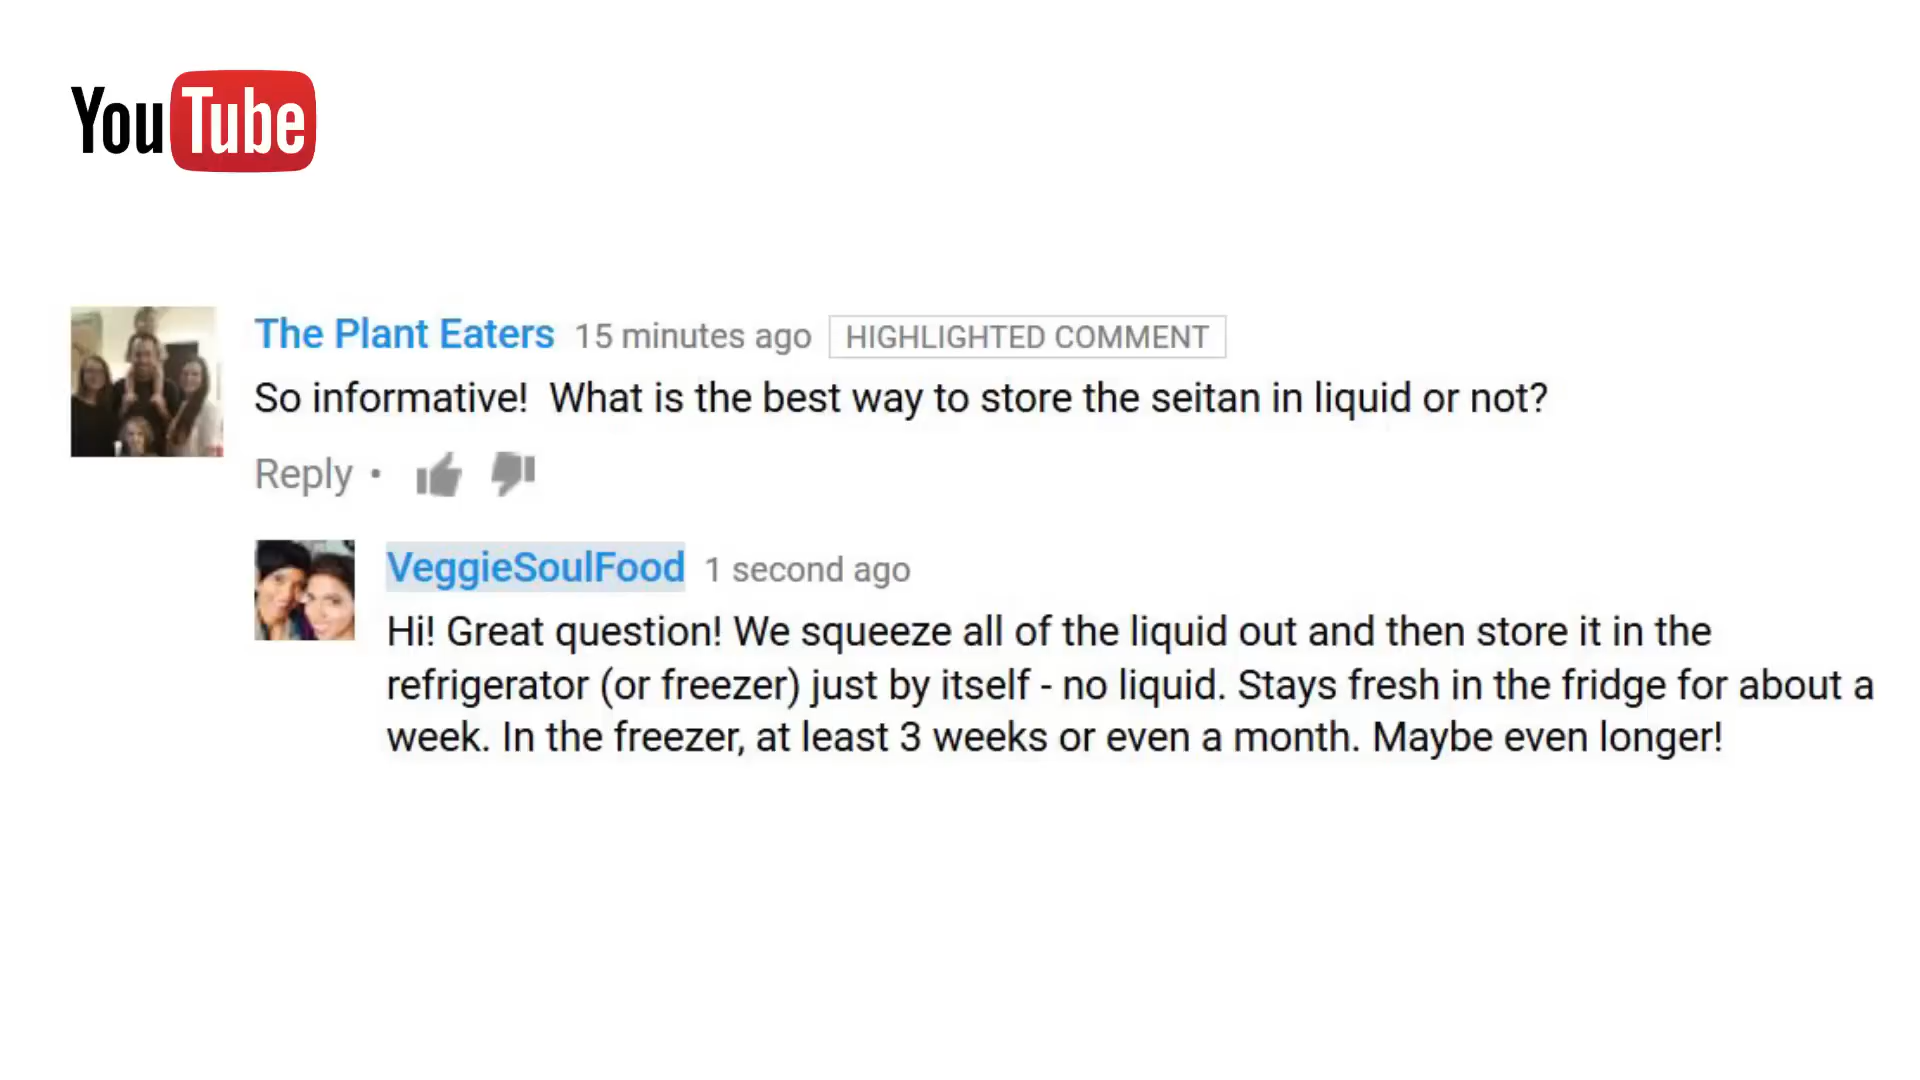 YouTube
The Plant Eaters 15 minutes ago HIGHLIGHTED COMMENT
So informative!  What is the best way to store the seitan in liquid or not?
Reply •
VeggieSoulFood 1 second ago
Hi! Great question! We squeeze all of the liquid out and then store it in the
refrigerator (or freezer) just by itself - no liquid. Stays fresh in the fridge for about a
week. In the freezer, at least 3 weeks or even a month. Maybe even longer!